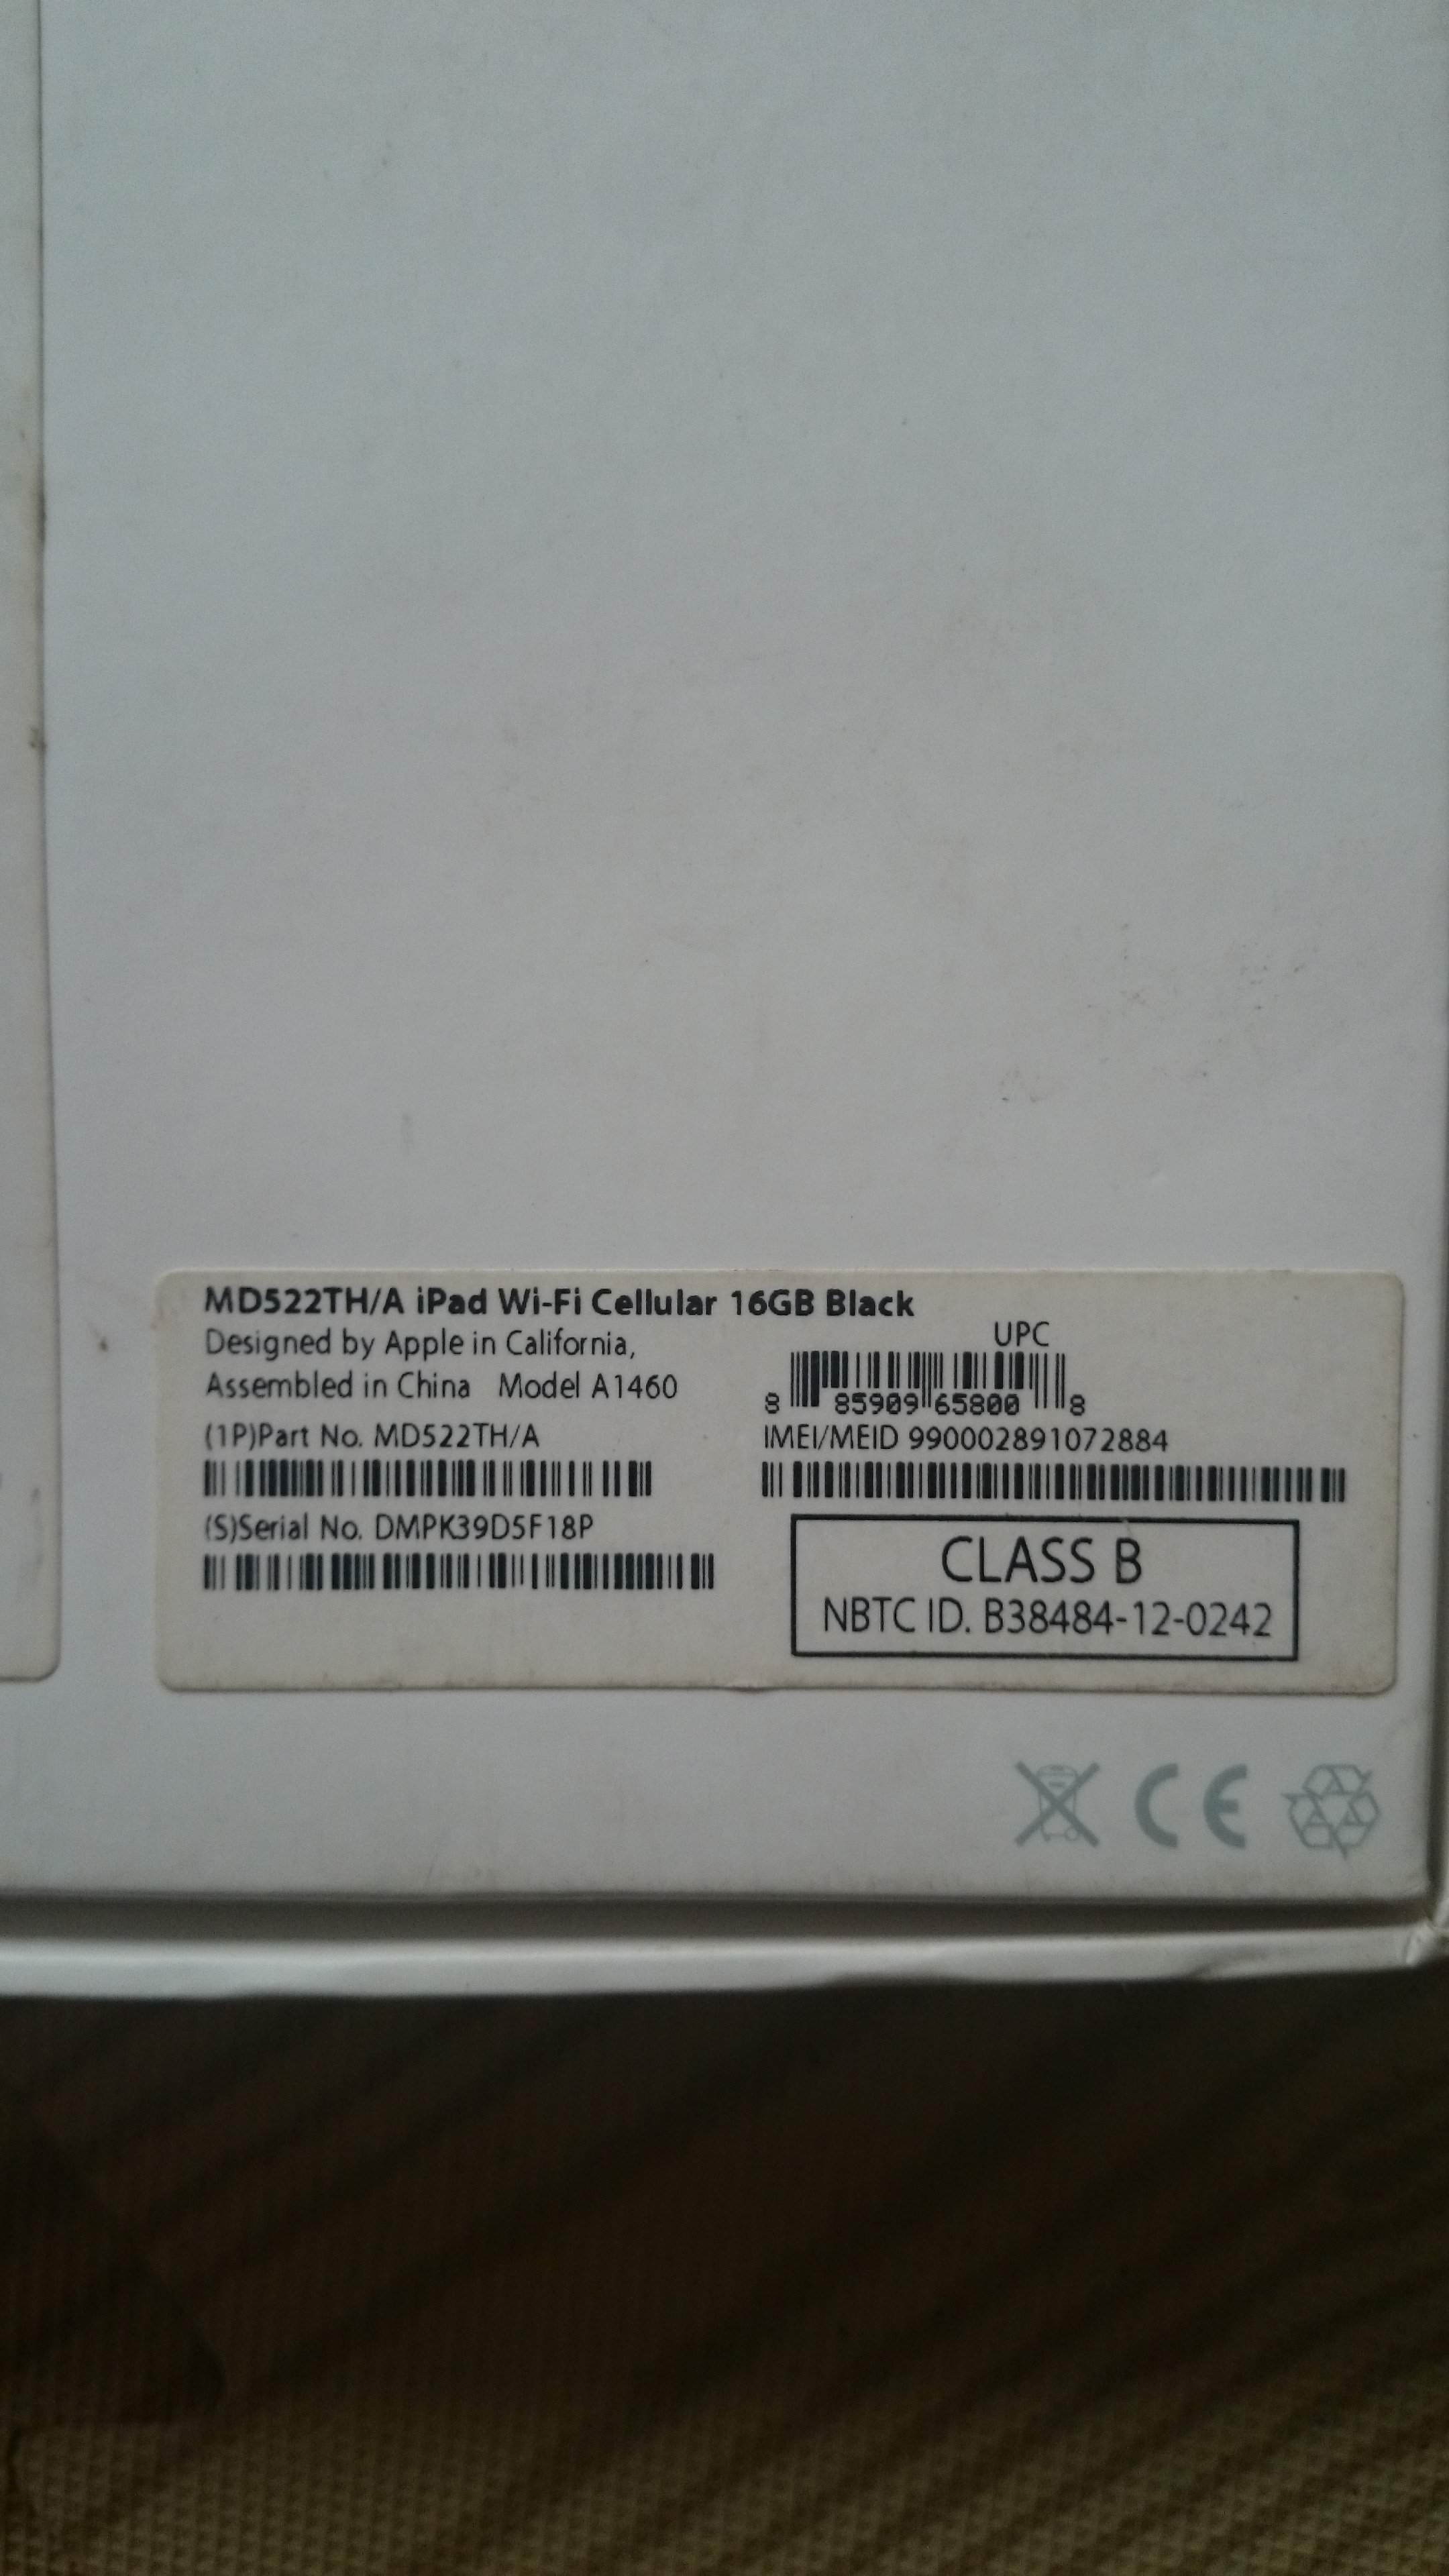 MD522TH/A iPad Wi-Fi Cellular 16GB Black
Designed by Apple in California,
Assembled in China   Model A1460
UPC
8 85909 65800 8
(1P)Part No. MD522TH/A
IMEI/MEID 990002891072884
(S)Serial No. DMPK39D5F18P
CLASS B
NBTC ID. B38484-12-0242
CE